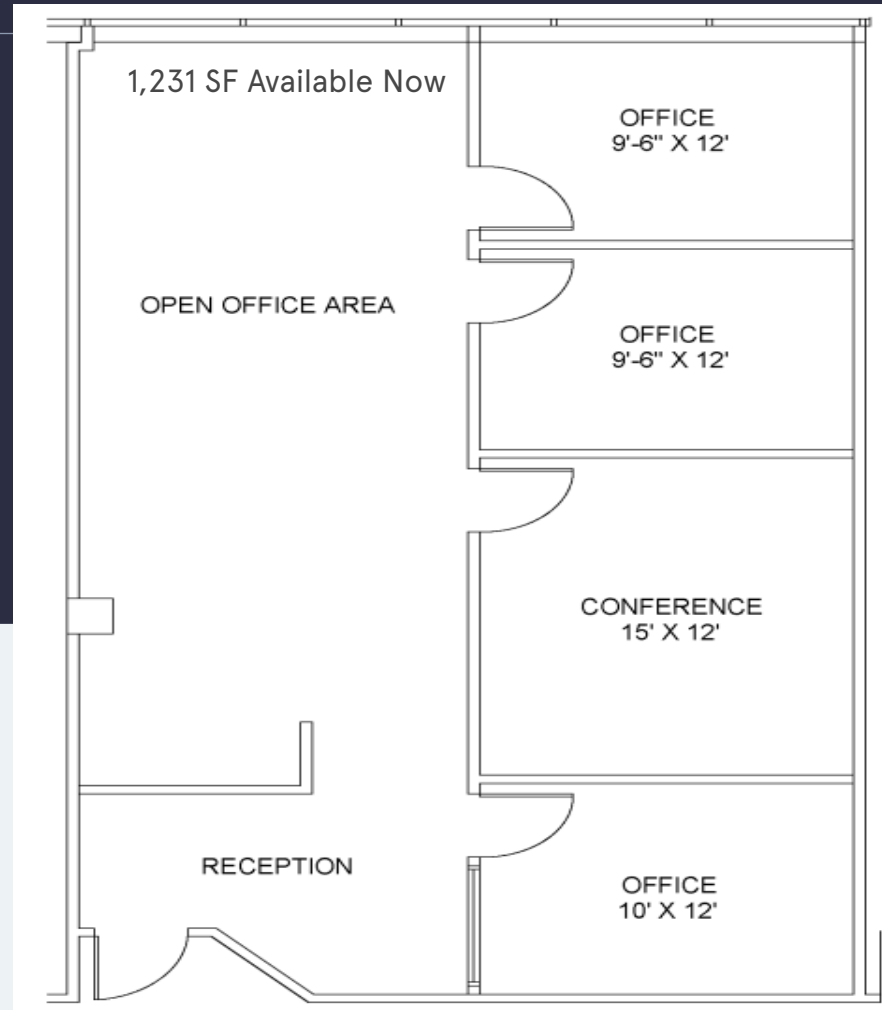 1,231 SF Available Now
OFFICE
9'-6" X 12'
OPEN OFFICE AREA
OFFICE
9'-6" X 12'
CONFERENCE
15' X 12'
RECEPTION
OFFICE
10' X 12'